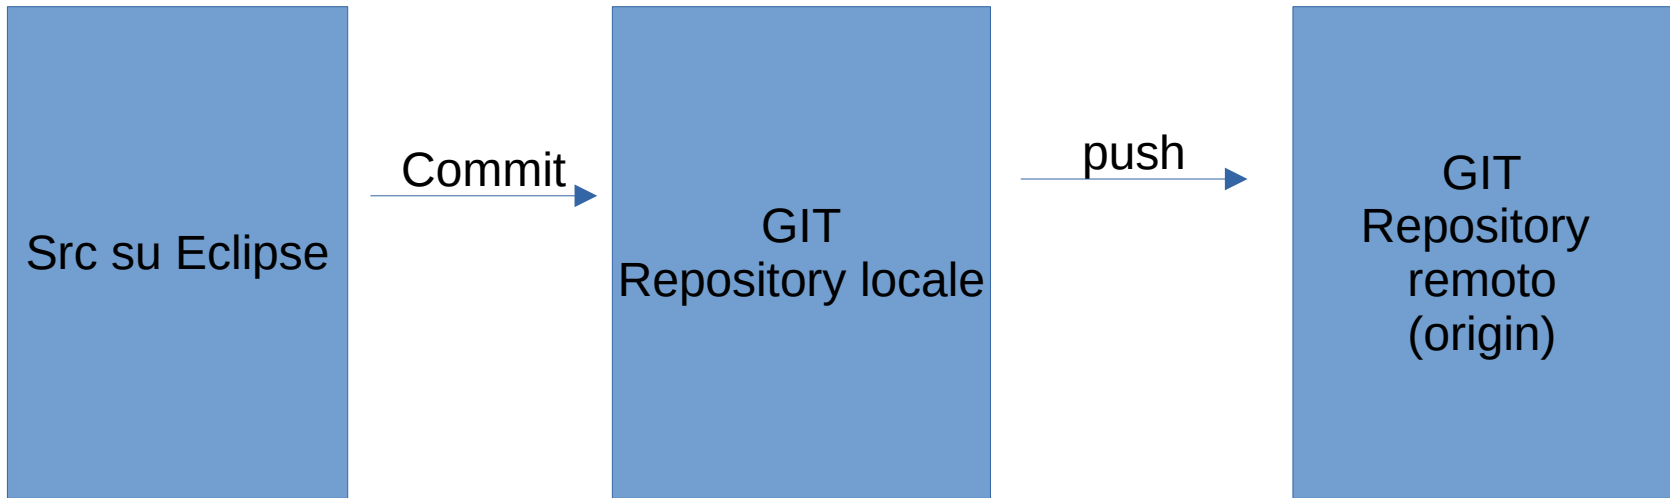 Src su Eclipse
Commit
GIT
Repository locale
push
GIT
Repository
remoto
(origin)